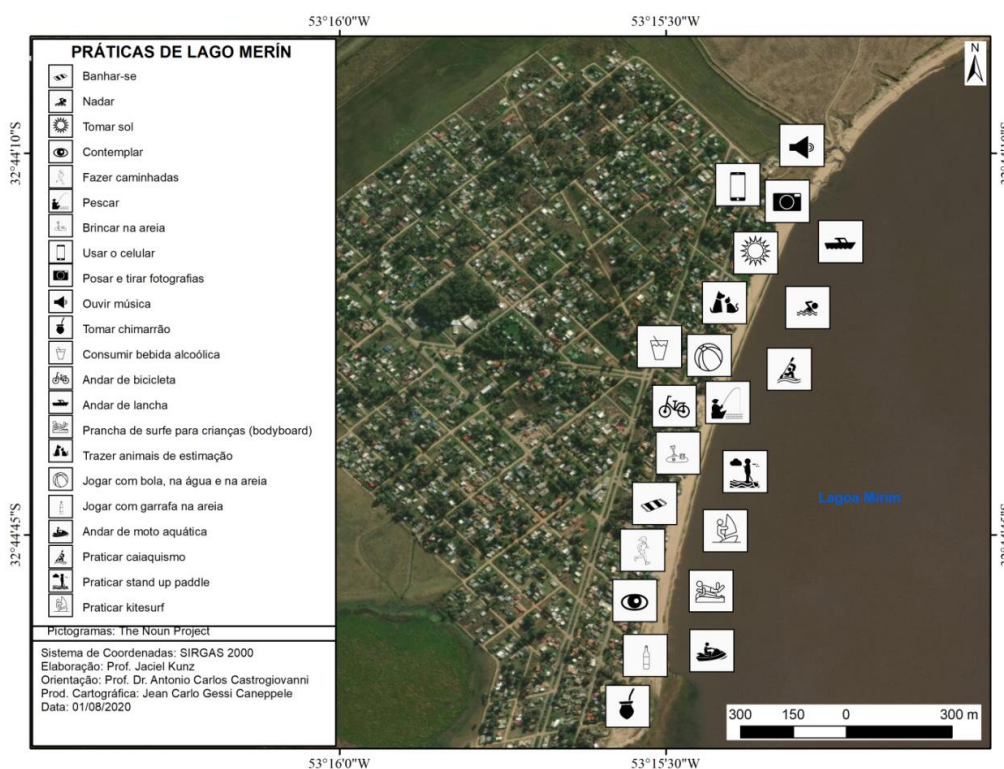 53°16'0"W
53°15'30"W
PRÁTICAS DE LAGO MERÍN
Banhar-se
Nadar
Tomar sol
Contemplar
Fazer caminhadas
Pescar
Brincar na areia
Usar o celular
Posar e tirar fotografias
Ouvir música
Tomar chimarrão
Consumir bebida alcoólica
Andar de bicicleta
Andar de lancha
Prancha de surfe para crianças (bodyboard)
Trazer animais de estimação
Jogar com bola, na água e na areia
Jogar com garrafa na areia
Andar de moto aquática
Praticar caiaquismo
Praticar stand up paddle
Praticar kitesurf
Pictogramas: The Noun Project
Sistema de Coordenadas: SIRGAS 2000
Elaboração: Prof. Jaciel Kunz
Orientação: Prof. Dr. Antonio Carlos Castrogiovanni
Prod. Cartográfica: Jean Carlo Gessi Caneppele
Data: 01/08/2020
N
32°44'10"S
32°44'10"S
Lagoa Mirim
32°44'45"S
32°44'45"S
300 150 0 300 m
53°16'0"W
53°15'30"W